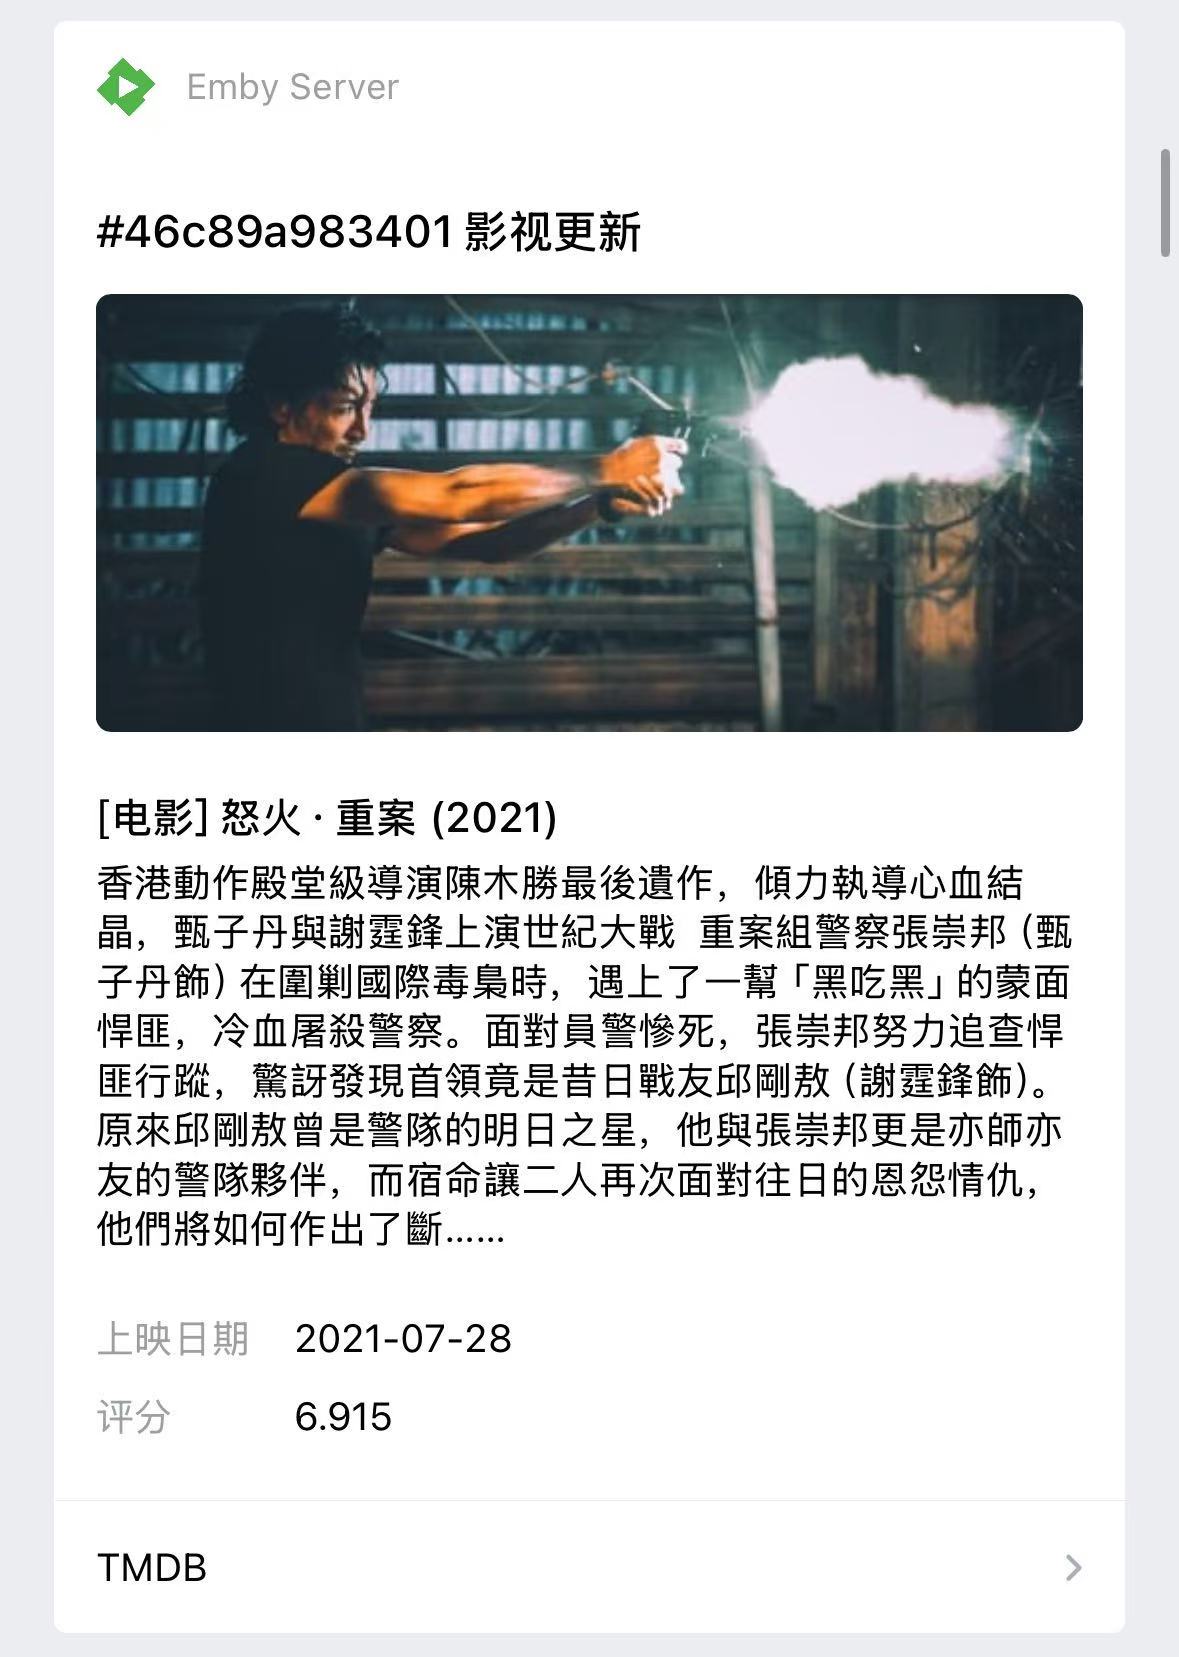 Emby Server
#46c89a983401 影视更新
[电影] 怒火 · 重案 (2021)
香港動作殿堂級導演陳木勝最後遺作，傾力執導心血結
晶，甄子丹與謝霆鋒上演世紀大戰  重案組警察張崇邦（甄
子丹飾）在圍剿國際毒梟時，遇上了一幫「黑吃黑」的蒙面
悍匪，冷血屠殺警察。面對員警慘死，張崇邦努力追查悍
匪行蹤，驚訝發現首領竟是昔日戰友邱剛敖（謝霆鋒飾）。
原來邱剛敖曾是警隊的明日之星，他與張崇邦更是亦師亦
友的警隊夥伴，而宿命讓二人再次面對往日的恩怨情仇，
他們將如何作出了斷……
上映日期 2021-07-28
评分 6.915
TMDB